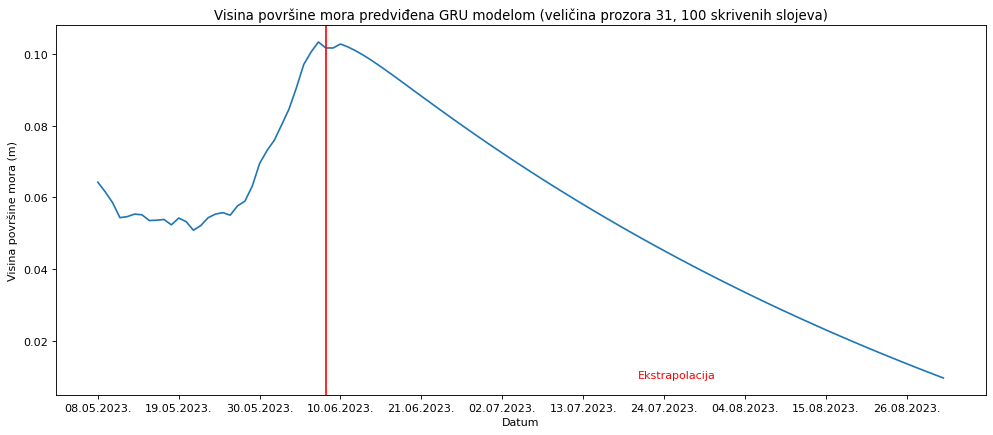 Visina površine mora predviđena GRU modelom (veličina prozora 31, 100 skrivenih slojeva)
Visina površine mora (m)
0.10
0.08
0.06
0.04
0.02
Ekstrapolacija
08.05.2023. 19.05.2023. 30.05.2023. 10.06.2023. 21.06.2023. 02.07.2023. 13.07.2023. 24.07.2023. 04.08.2023. 15.08.2023. 26.08.2023.
Datum